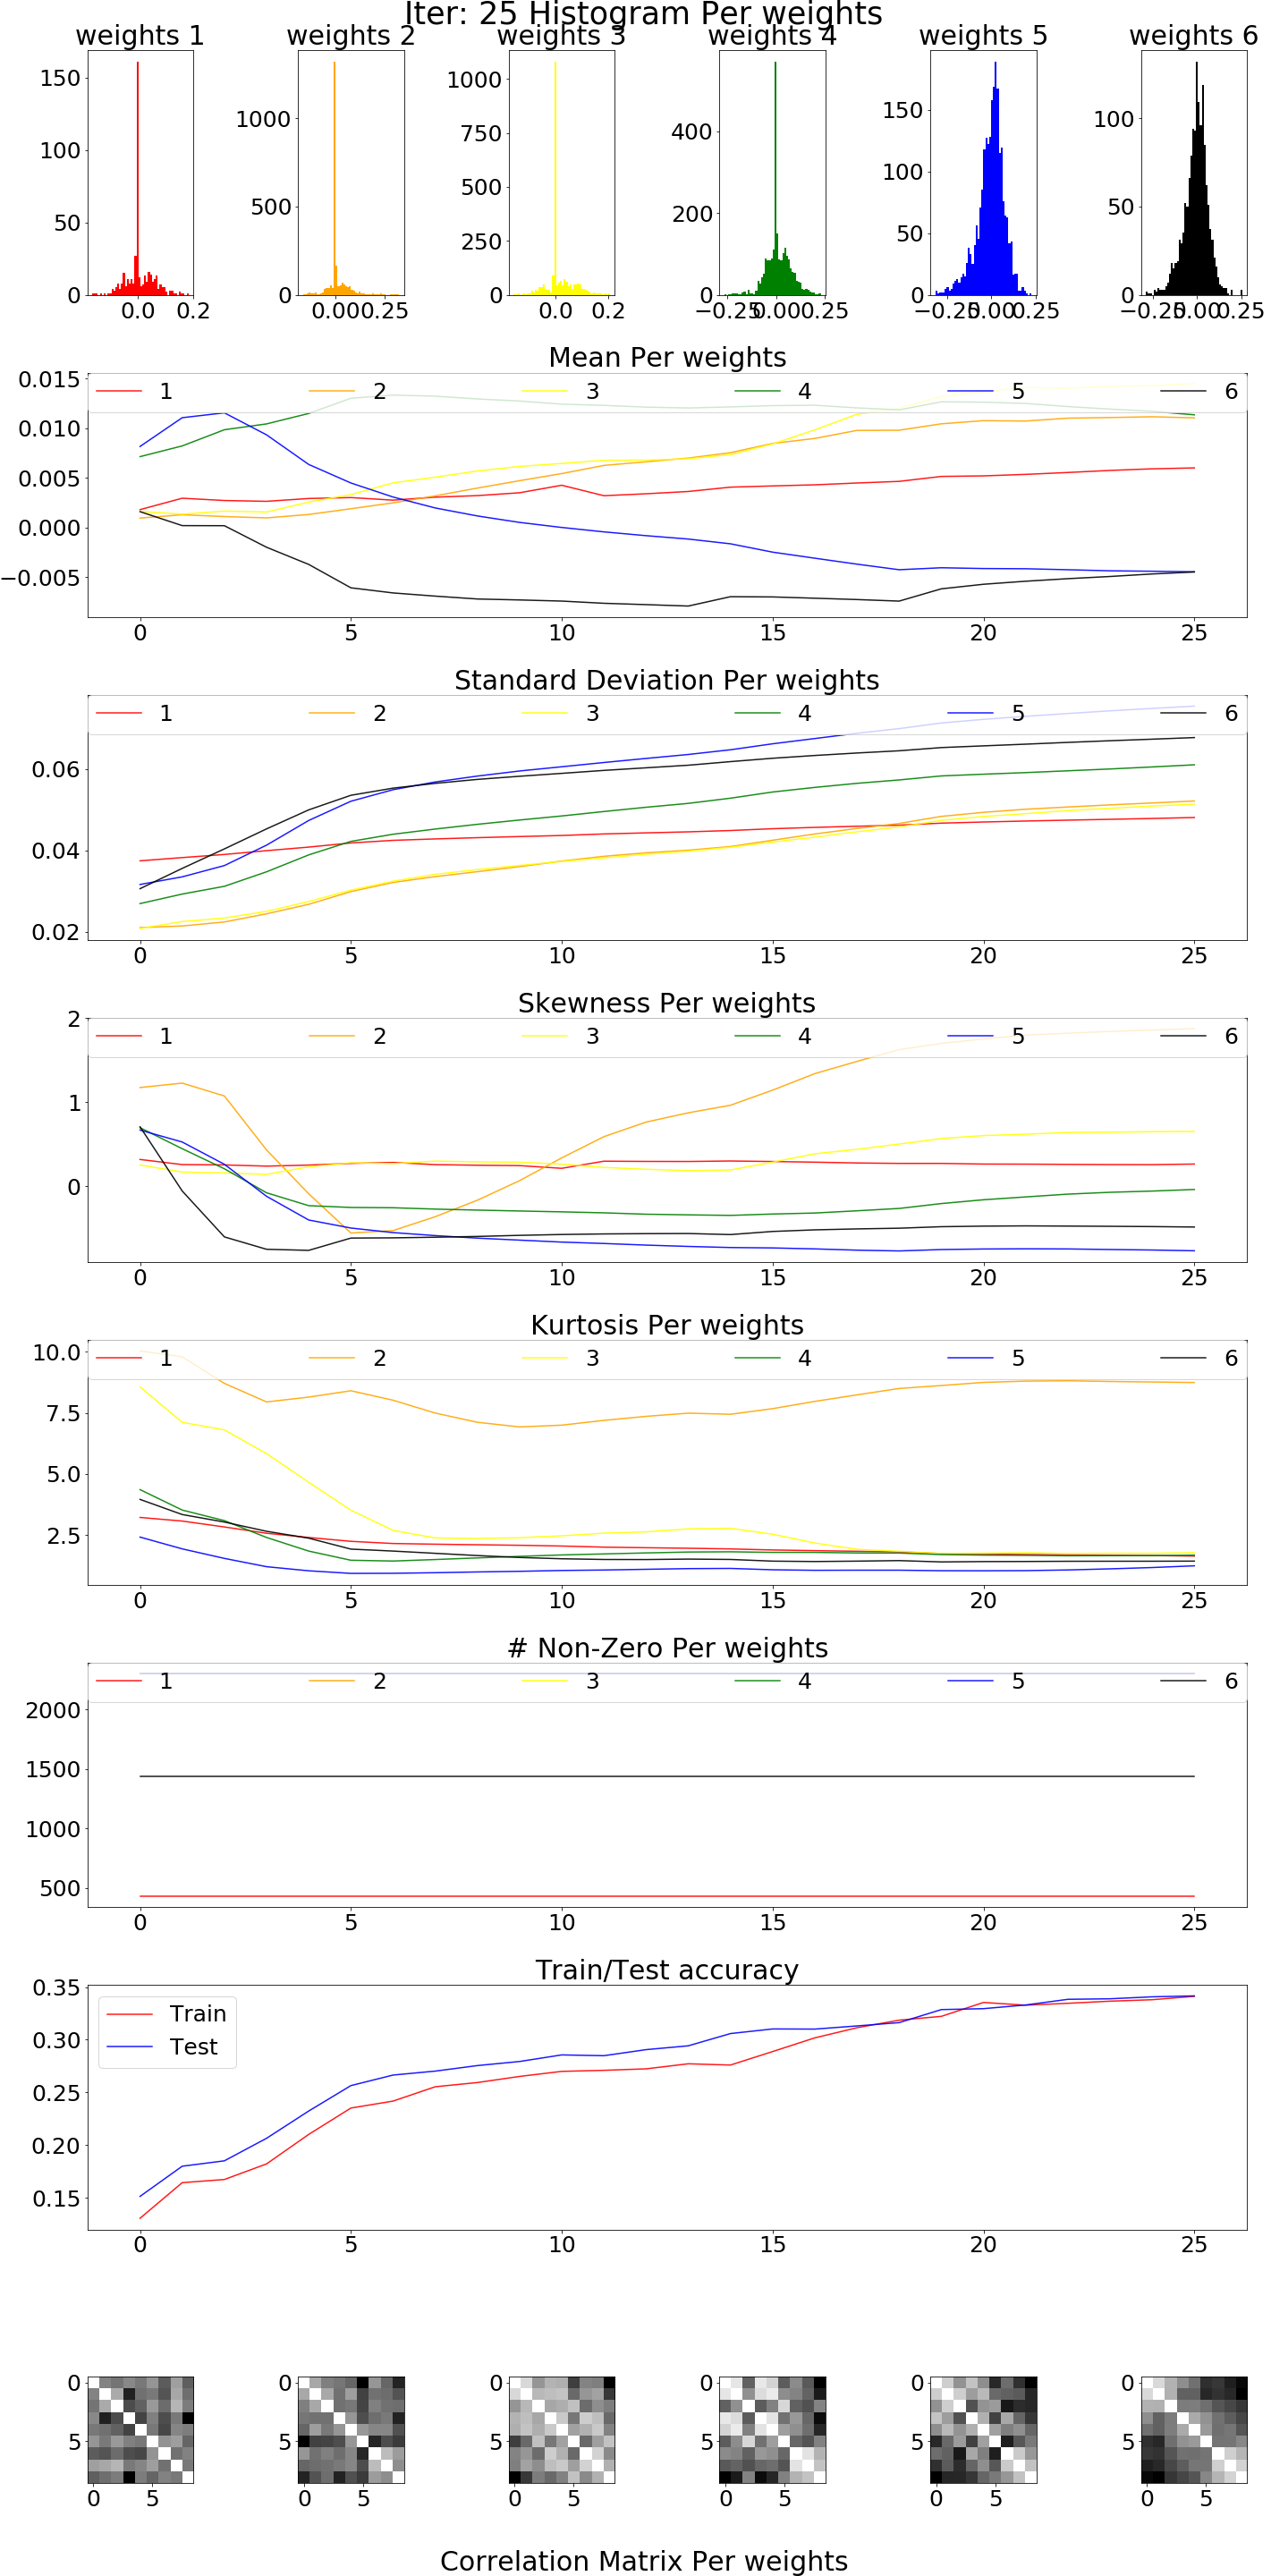 Iter: 25 Histogram Per weights
weights 1 weights 2 weights 3 weights 4 weights 5 weights 6
150
100
50
0
0.0 0.2
1000
500
0
0.00 0.25
1000
750
500
250
0
0.0 0.2
400
200
0
−0.25 0.00 0.25
150
100
50
0
−0.25 0.00 0.25
100
50
0
−0.25 0.00 0.25
Mean Per weights
1 2 3 4 5 6
0.015
0.010
0.005
0.000
−0.005
0 5 10 15 20 25
Standard Deviation Per weights
1 2 3 4 5 6
0.06
0.04
0.02
0 5 10 15 20 25
Skewness Per weights
1 2 3 4 5 6
2
1
0
0 5 10 15 20 25
Kurtosis Per weights
1 2 3 4 5 6
10.0
7.5
5.0
2.5
0 5 10 15 20 25
# Non-Zero Per weights
1 2 3 4 5 6
2000
1500
1000
500
0 5 10 15 20 25
Train/Test accuracy
Train
Test
0.35
0.30
0.25
0.20
0.15
0 5 10 15 20 25
0
5
0 5
0
5
0 5
0
5
0 5
0
5
0 5
0
5
0 5
0
5
0 5
Correlation Matrix Per weights